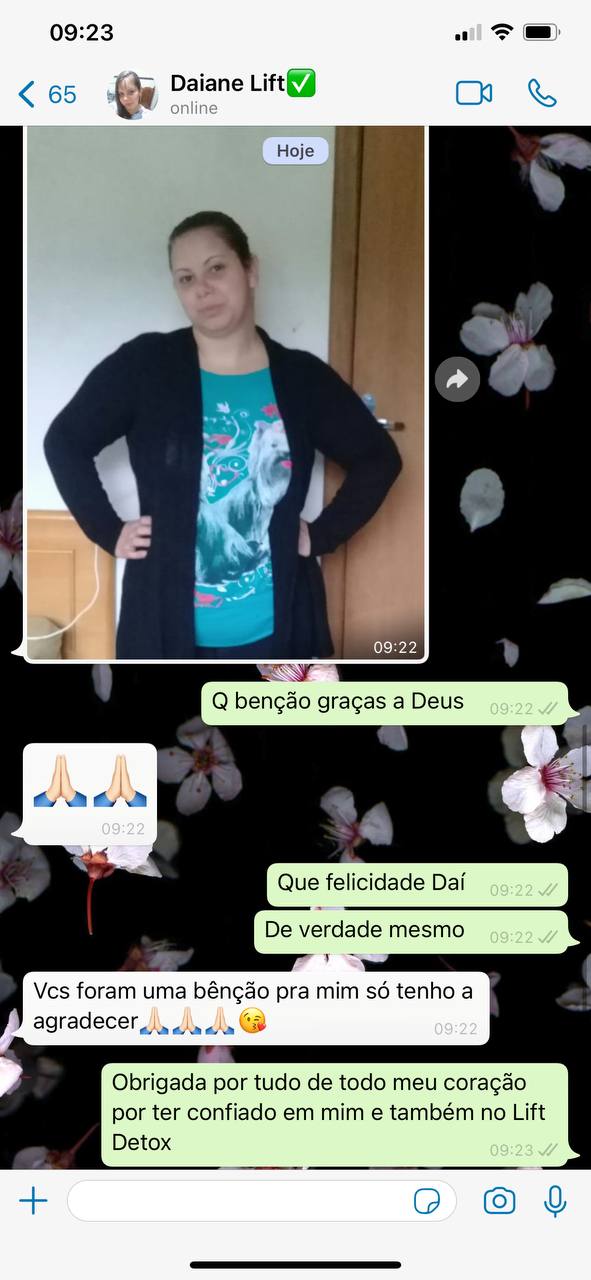 09:23
65
Daiane Lift✅
online
Hoje
09:22
Q benção graças a Deus
09:22
🙏🏻🙏🏻
09:22
Que felicidade Daí
09:22
De verdade mesmo
09:22
Vcs foram uma bênção pra mim só tenho a
agradecer🙏🏻🙏🏻🙏🏻😘
09:22
Obrigada por tudo de todo meu coração
por ter confiado em mim e também no Lift
Detox
09:23